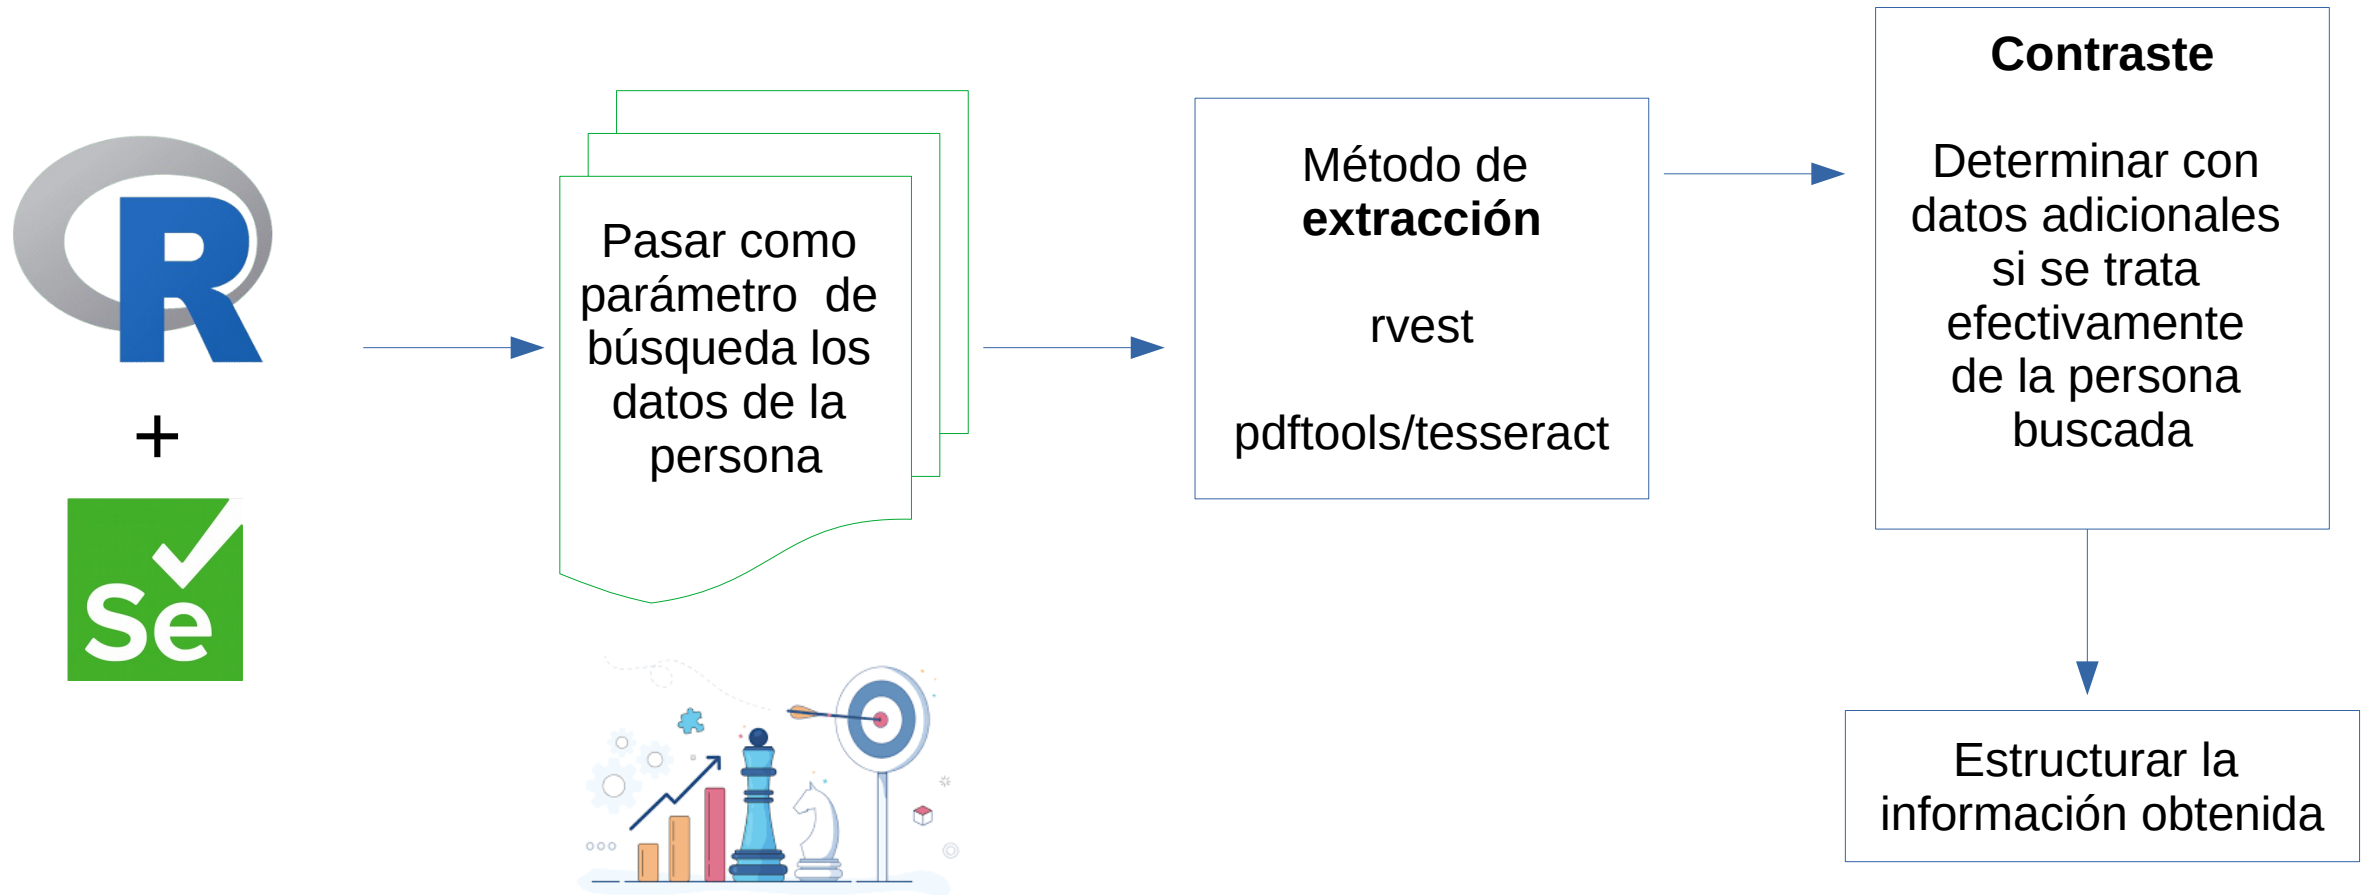 R
+
Se
Pasar como
parámetro de
búsqueda los
datos de la
persona
Método de
extracción
rvest
pdftools/tesseract
Contraste
Determinar con
datos adicionales
si se trata
efectivamente
de la persona
buscada
Estructurar la
información obtenida